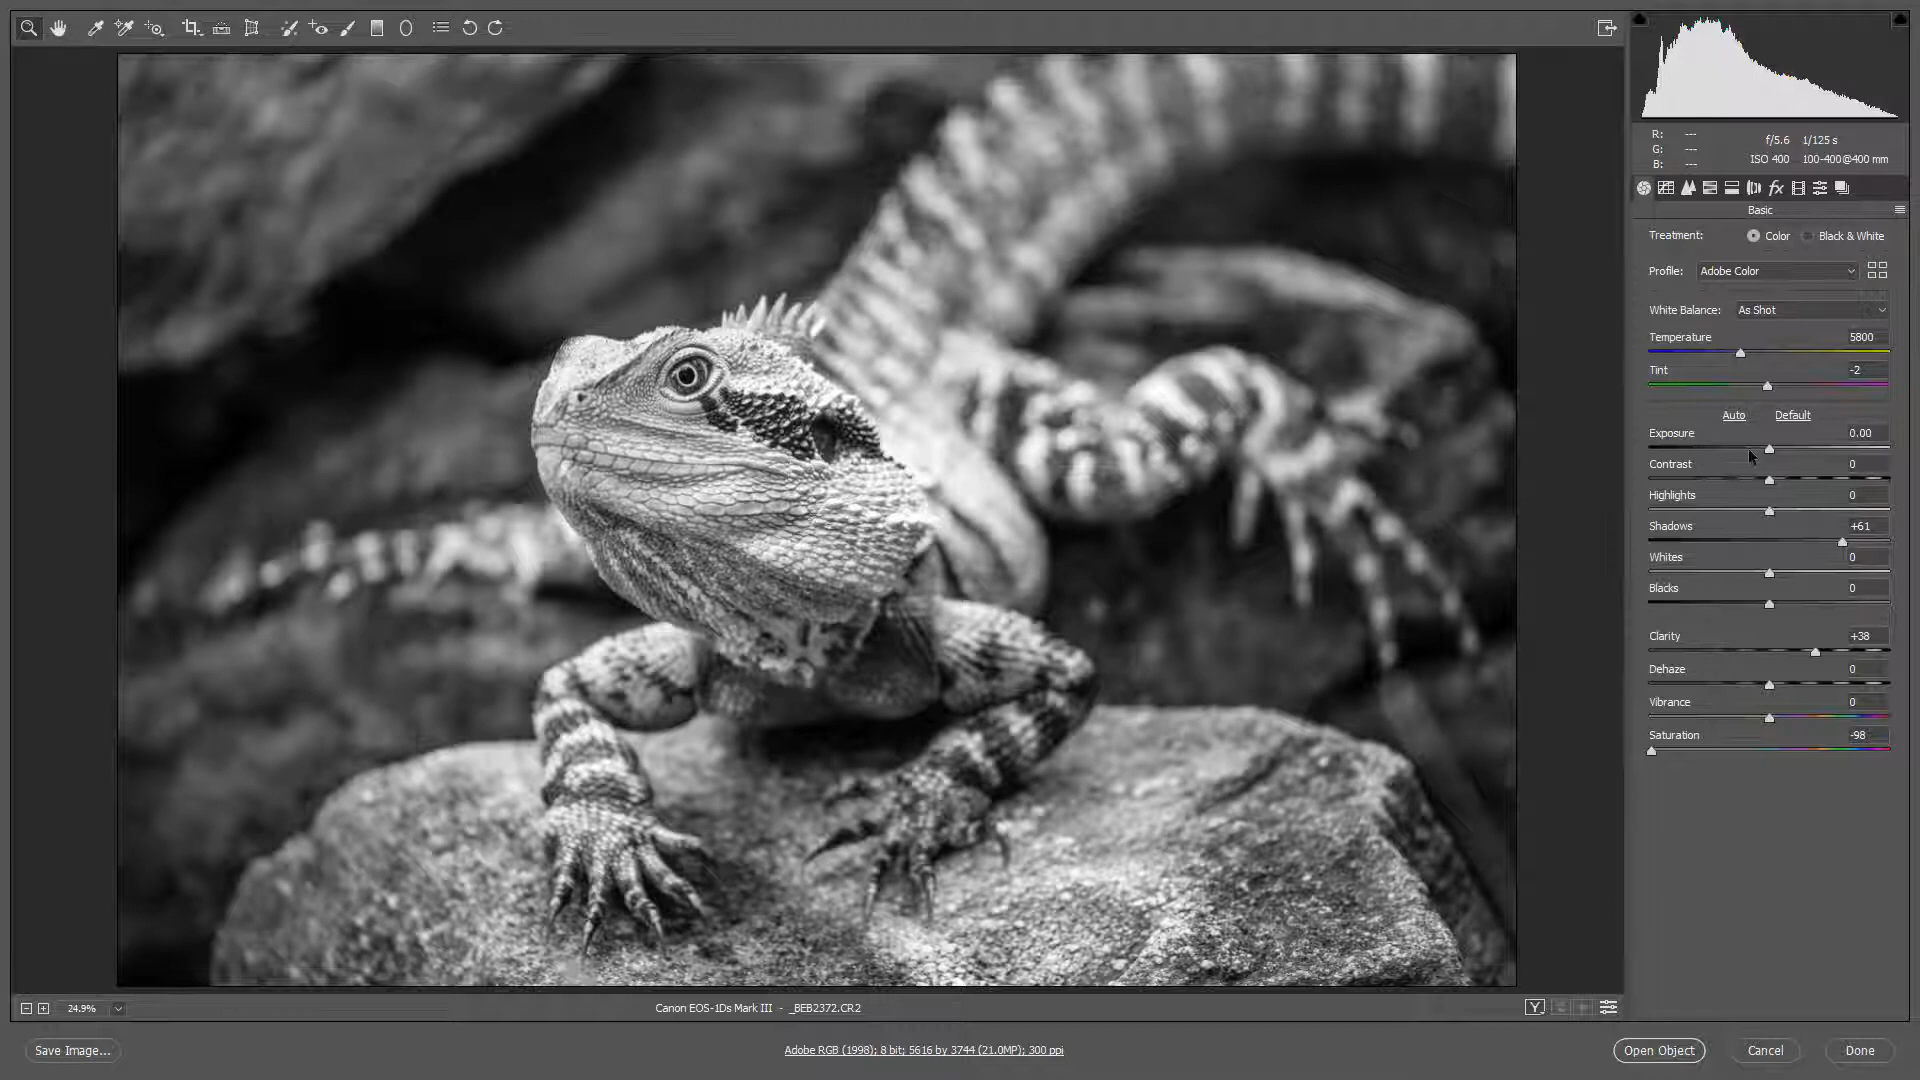 R: --- f/5.6 1/125 s
G: ---
B: --- ISO 400 100-400@400 mm
fx
Basic
Treatment: Color Black & White
Profile: Adobe Color
White Balance: As Shot
Temperature 5800
Tint -2
Auto Default
Exposure 0.00
Contrast 0
Highlights 0
Shadows +61
Whites 0
Blacks 0
Clarity +38
Dehaze 0
Vibrance 0
Saturation -98
24.9% Canon EOS-1Ds Mark III - _BEB2372.CR2 Y
Save Image... Adobe RGB (1998); 8 bit; 5616 by 3744 (21.0MP); 300 ppi Open Object Cancel Done